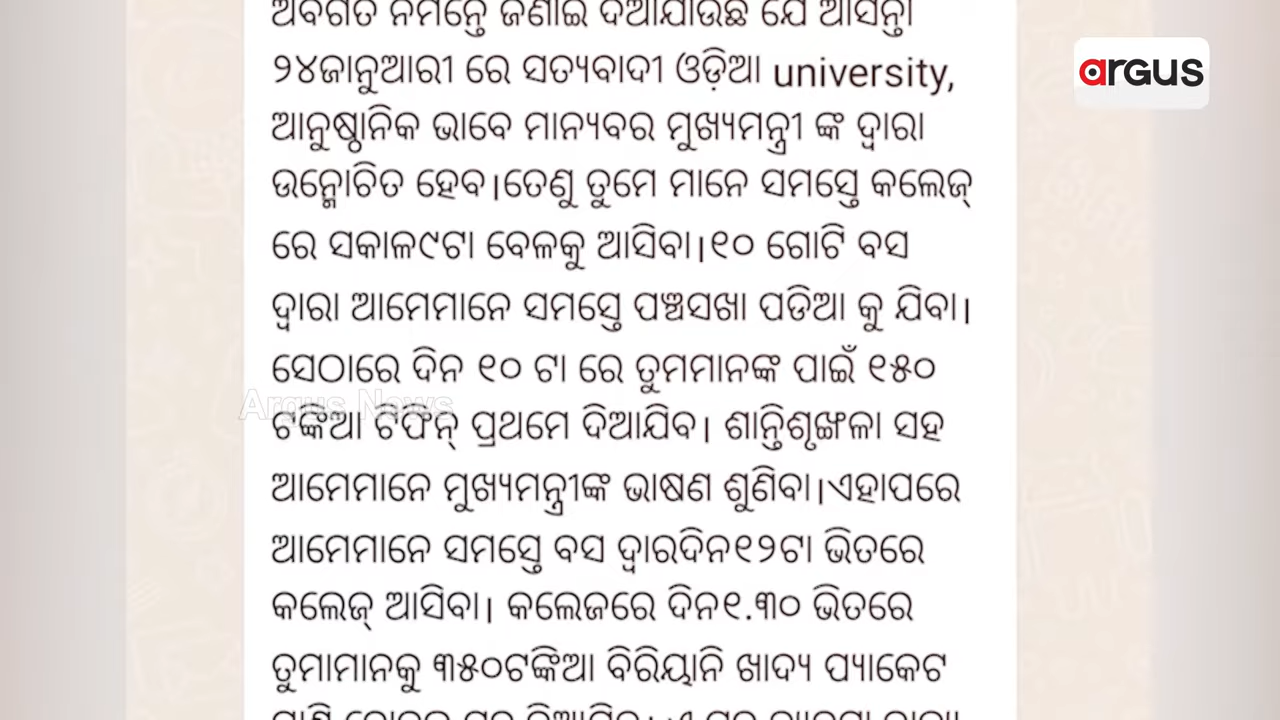 ଅବଗତ ନିମନ୍ତେ ଜଣାଇ ଦିଆଯାଉଛି ଯେ ଆସନ୍ତା
୨୪ଜାନୁଆରୀ ରେ ସତ୍ୟବାଦୀ ଓଡ଼ିଆ university,
argus
ଆନୁଷ୍ଠାନିକ ଭାବେ ମାନ୍ୟବର ମୁଖ୍ୟମନ୍ତ୍ରୀ ଙ୍କ ଦ୍ୱାରା
ଉନ୍ମୋଚିତ ହେବ।ତେଣୁ ତୁମେ ମାନେ ସମସ୍ତେ କଲେଜ୍
ରେ ସକାଳ୯ଟା ବେଳକୁ ଆସିବା।୧୦ ଗୋଟି ବସ
ଦ୍ୱାରା ଆମେମାନେ ସମସ୍ତେ ପଞ୍ଚସଖା ପଡିଆ କୁ ଯିବା।
ସେଠାରେ ଦିନ ୧୦ ଟା ରେ ତୁମମାନଙ୍କ ପାଇଁ ୧୫୦
Argus News
ଟଙ୍କିଆ ଟିଫିନ୍ ପ୍ରଥମେ ଦିଆଯିବ। ଶାନ୍ତିଶୃଙ୍ଖଳା ସହ
ଆମେମାନେ ମୁଖ୍ୟମନ୍ତ୍ରୀଙ୍କ ଭାଷଣ ଶୁଣିବା।ଏହାପରେ
ଆମେମାନେ ସମସ୍ତେ ବସ ଦ୍ୱାରଦିନ୧୨ଟା ଭିତରେ
କଲେଜ୍ ଆସିବା। କଲେଜରେ ଦିନ୧.୩୦ ଭିତରେ
ତୁମାମାନକୁ ୩୫୦ଟଙ୍କିଆ ବିରିୟାନି ଖାଦ୍ୟ ପ୍ୟାକେଟ